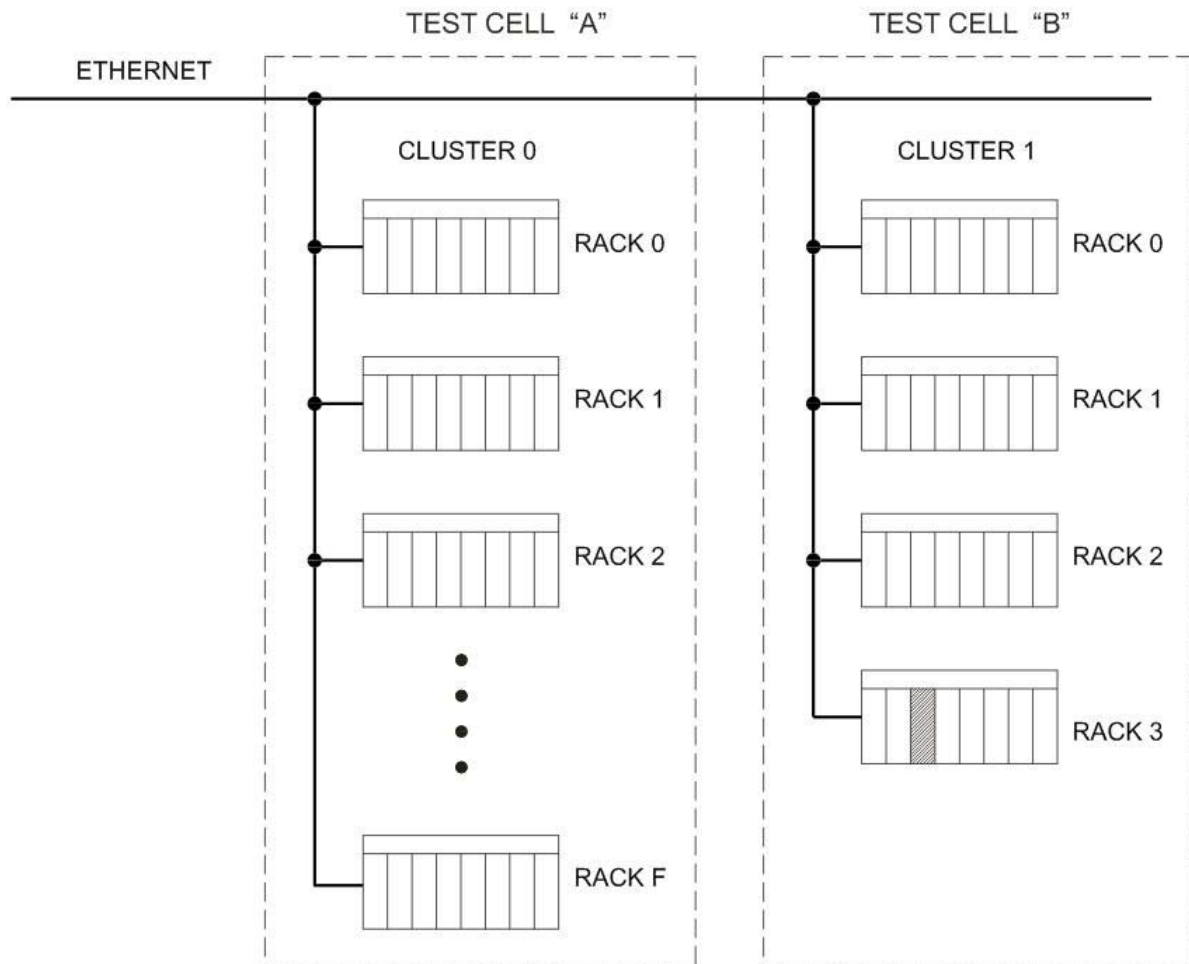 TEST CELL "A"
TEST CELL "B"
ETHERNET
CLUSTER 0
CLUSTER 1
RACK 0
RACK 0
RACK 1
RACK 1
RACK 2
RACK 2
RACK 3
RACK F